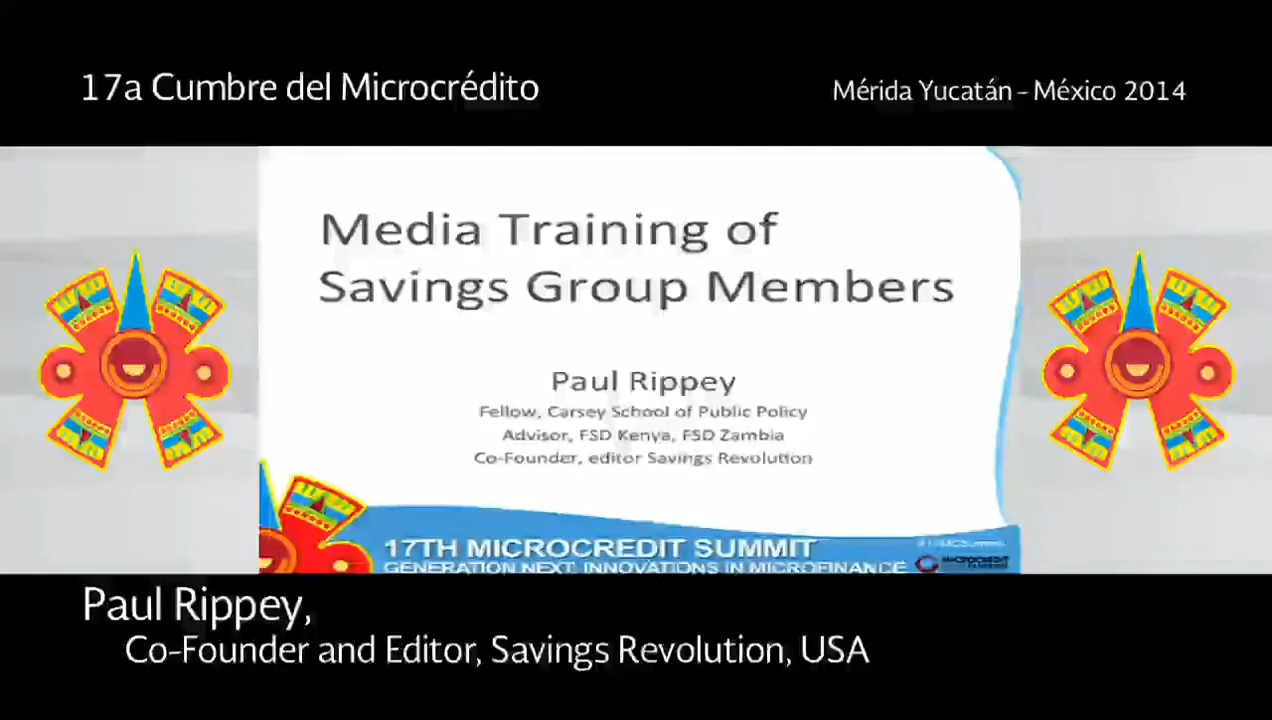 17a Cumbre del Microcrédito
Mérida Yucatán - México 2014
Media Training of
Savings Group Members
Paul Rippey
Fellow, Carsey School of Public Policy
Advisor, FSD Kenya, FSD Zambia
Co-Founder, editor Savings Revolution
17TH MICROCREDIT SUMMIT
GENERATION NEXT: INNOVATIONS IN MICROFINANCE
MICROCREDIT
Paul Rippey,
Co-Founder and Editor, Savings Revolution, USA